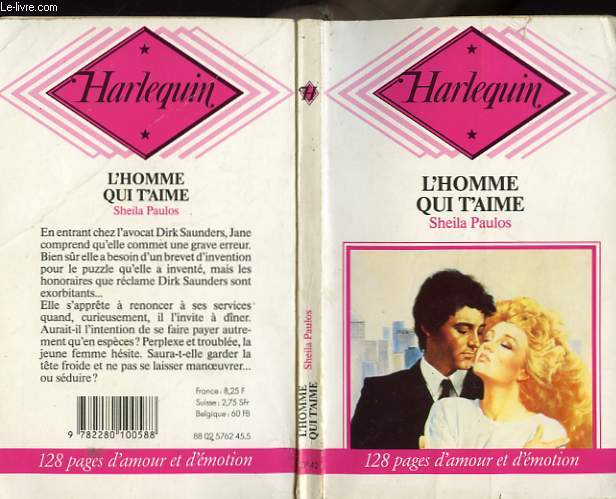 Le-livre.com
Harlequin
L'HOMME
QUI T'AIME
Sheila Paulos
En entrant chez l'avocat Dirk Saunders, Jane
comprend qu'elle commet une grave erreur.
Bien sûr elle a besoin d'un brevet d'invention
pour le puzzle qu'elle a inventé, mais les
honoraires que réclame Dirk Saunders sont
exorbitants...
Elle s'apprête à renoncer à ses services
quand, curieusement, il l'invite à dîner.
Aurait-il l'intention de se faire payer autre-
ment qu'en espèces ? Perplexe et troublée, la
jeune femme hésite. Saura-t-elle garder la
tête froide et ne pas se laisser manœuvrer...
ou séduire ?
France : 8,25 F
Suisse : 2,75 Sfr
Belgique : 60 FB
9 782280 100588
88 02 5762 45.5
128 pages d'amour et d'émotion
H
L'HOMME
QUI T'AIME
Sheila Paulos
Harlequin
L'HOMME
QUI T'AIME
Sheila Paulos
128 pages d'amour et d'émotion